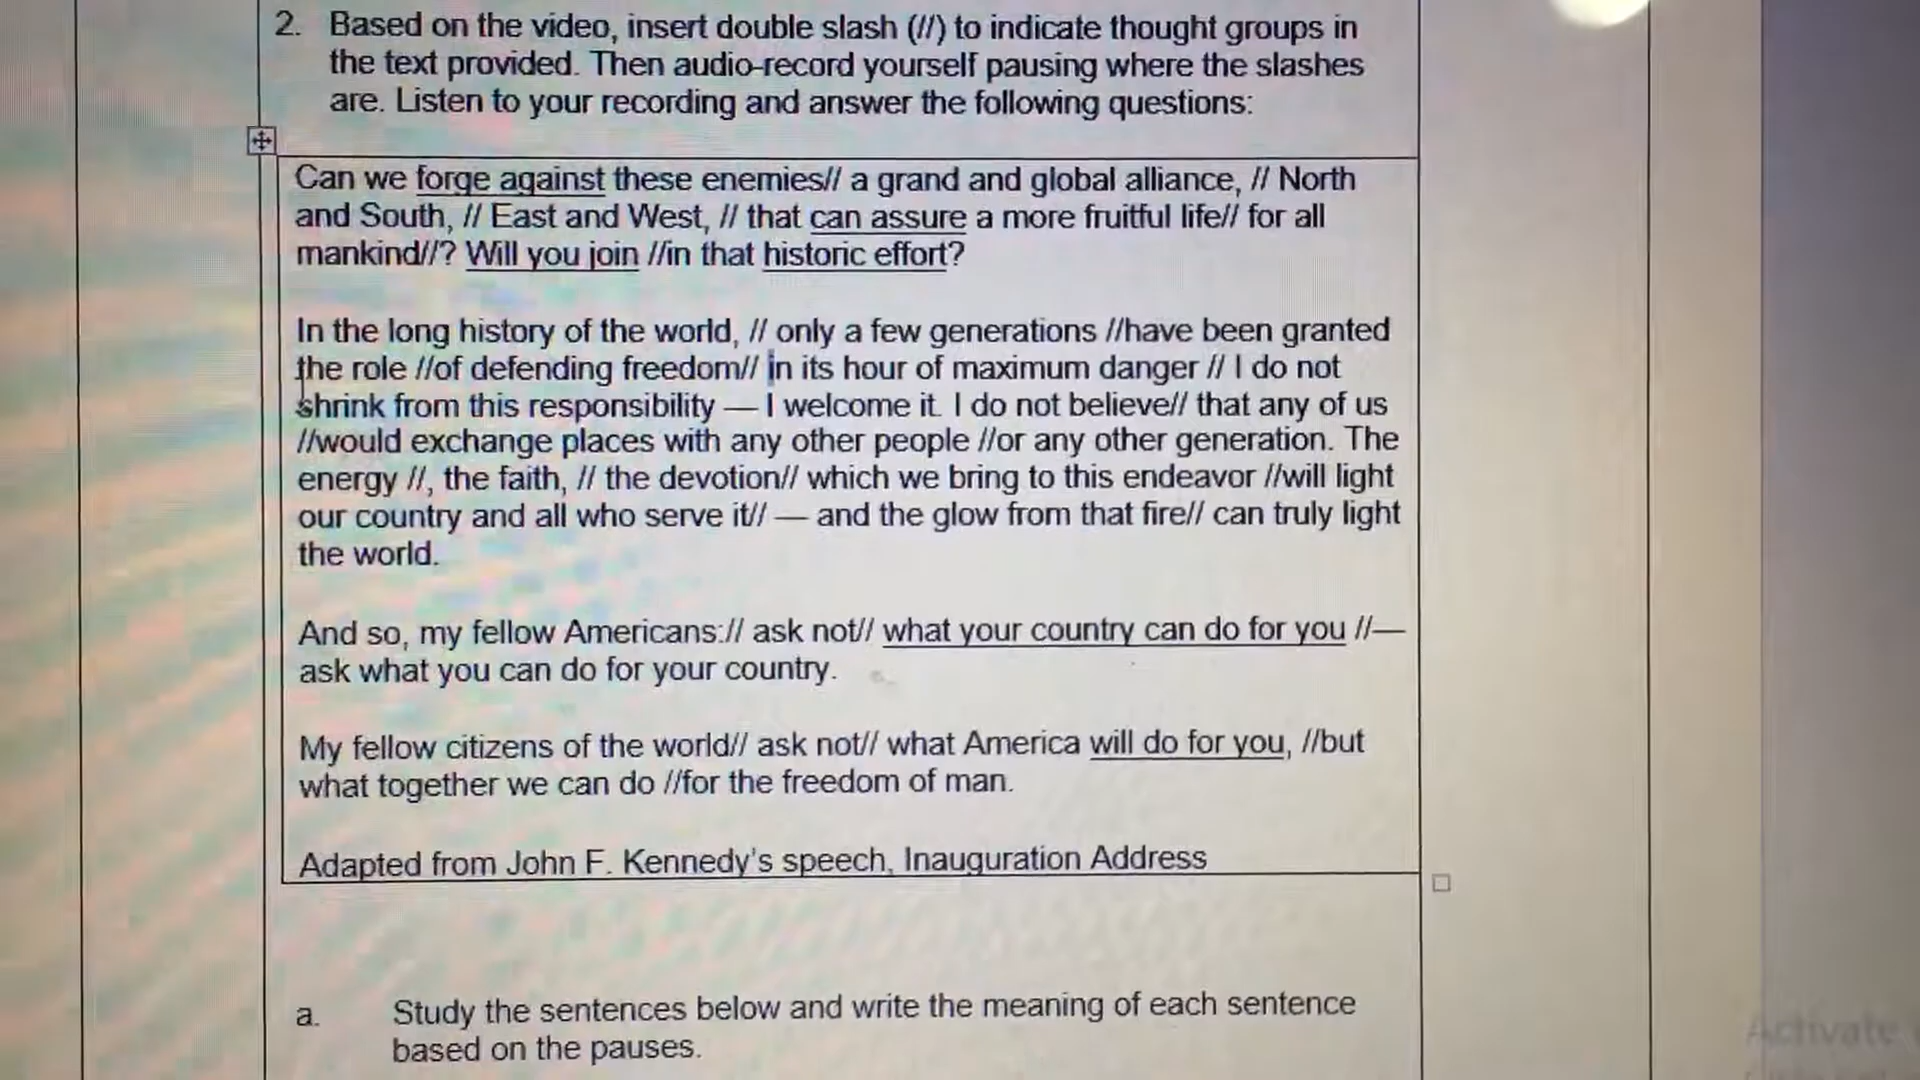 2. Based on the video, insert double slash (//) to indicate thought groups in
the text provided. Then audio-record yourself pausing where the slashes
are. Listen to your recording and answer the following questions:
Can we forge against these enemies// a grand and global alliance, // North
and South, // East and West, // that can assure a more fruitful life// for all
mankind//? Will you join //in that historic effort?
In the long history of the world, // only a few generations //have been granted
the role //of defending freedom// in its hour of maximum danger // I do not
shrink from this responsibility — I welcome it. I do not believe// that any of us
//would exchange places with any other people //or any other generation. The
energy //, the faith, // the devotion// which we bring to this endeavor //will light
our country and all who serve it// — and the glow from that fire// can truly light
the world.
And so, my fellow Americans:// ask not// what your country can do for you //—
ask what you can do for your country.
My fellow citizens of the world// ask not// what America will do for you, //but
what together we can do //for the freedom of man.
Adapted from John F. Kennedy's speech, Inauguration Address
a. Study the sentences below and write the meaning of each sentence
based on the pauses.
Activate